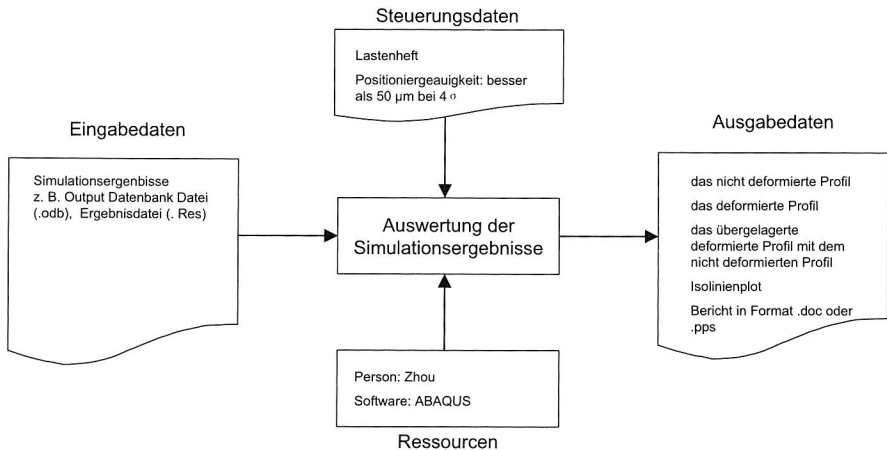 Steuerungsdaten
Lastenheft
Positioniergeauigkeit: besser
als 50 µm bei 4 σ
Eingabedaten
Simulationsergenbisse
z. B. Output Datenbank Datei
(.odb), Ergebnisdatei (. Res)
Auswertung der
Simulationsergebnisse
Ausgabedaten
das nicht deformierte Profil
das deformierte Profil
das übergelagerte
deformierte Profil mit dem
nicht deformierten Profil
Isolinienplot
Bericht in Format .doc oder
.pps
Person: Zhou
Software: ABAQUS
Ressourcen